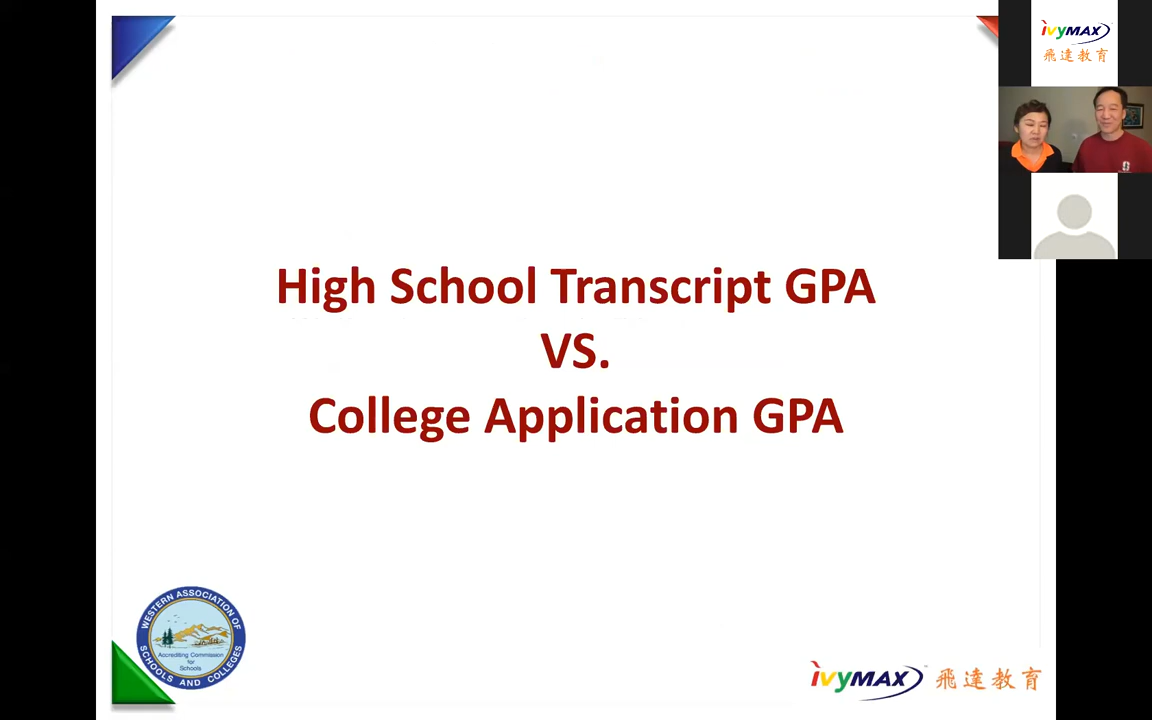 ivyMAX
飛達教育
High School Transcript GPA
VS.
College Application GPA
WESTERN ASSOCIATION OF
SCHOOLS AND COLLEGES
Accrediting Commission
for
Schools
ivyMAX 飛達教育